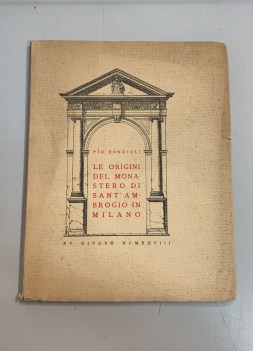 PIO BONDIOLI
LE ORIGINI
DEL MONA
STERO DI
SANT' AM
BROGIO IN
MILANO
XV GIVGNO MCMXXVIII